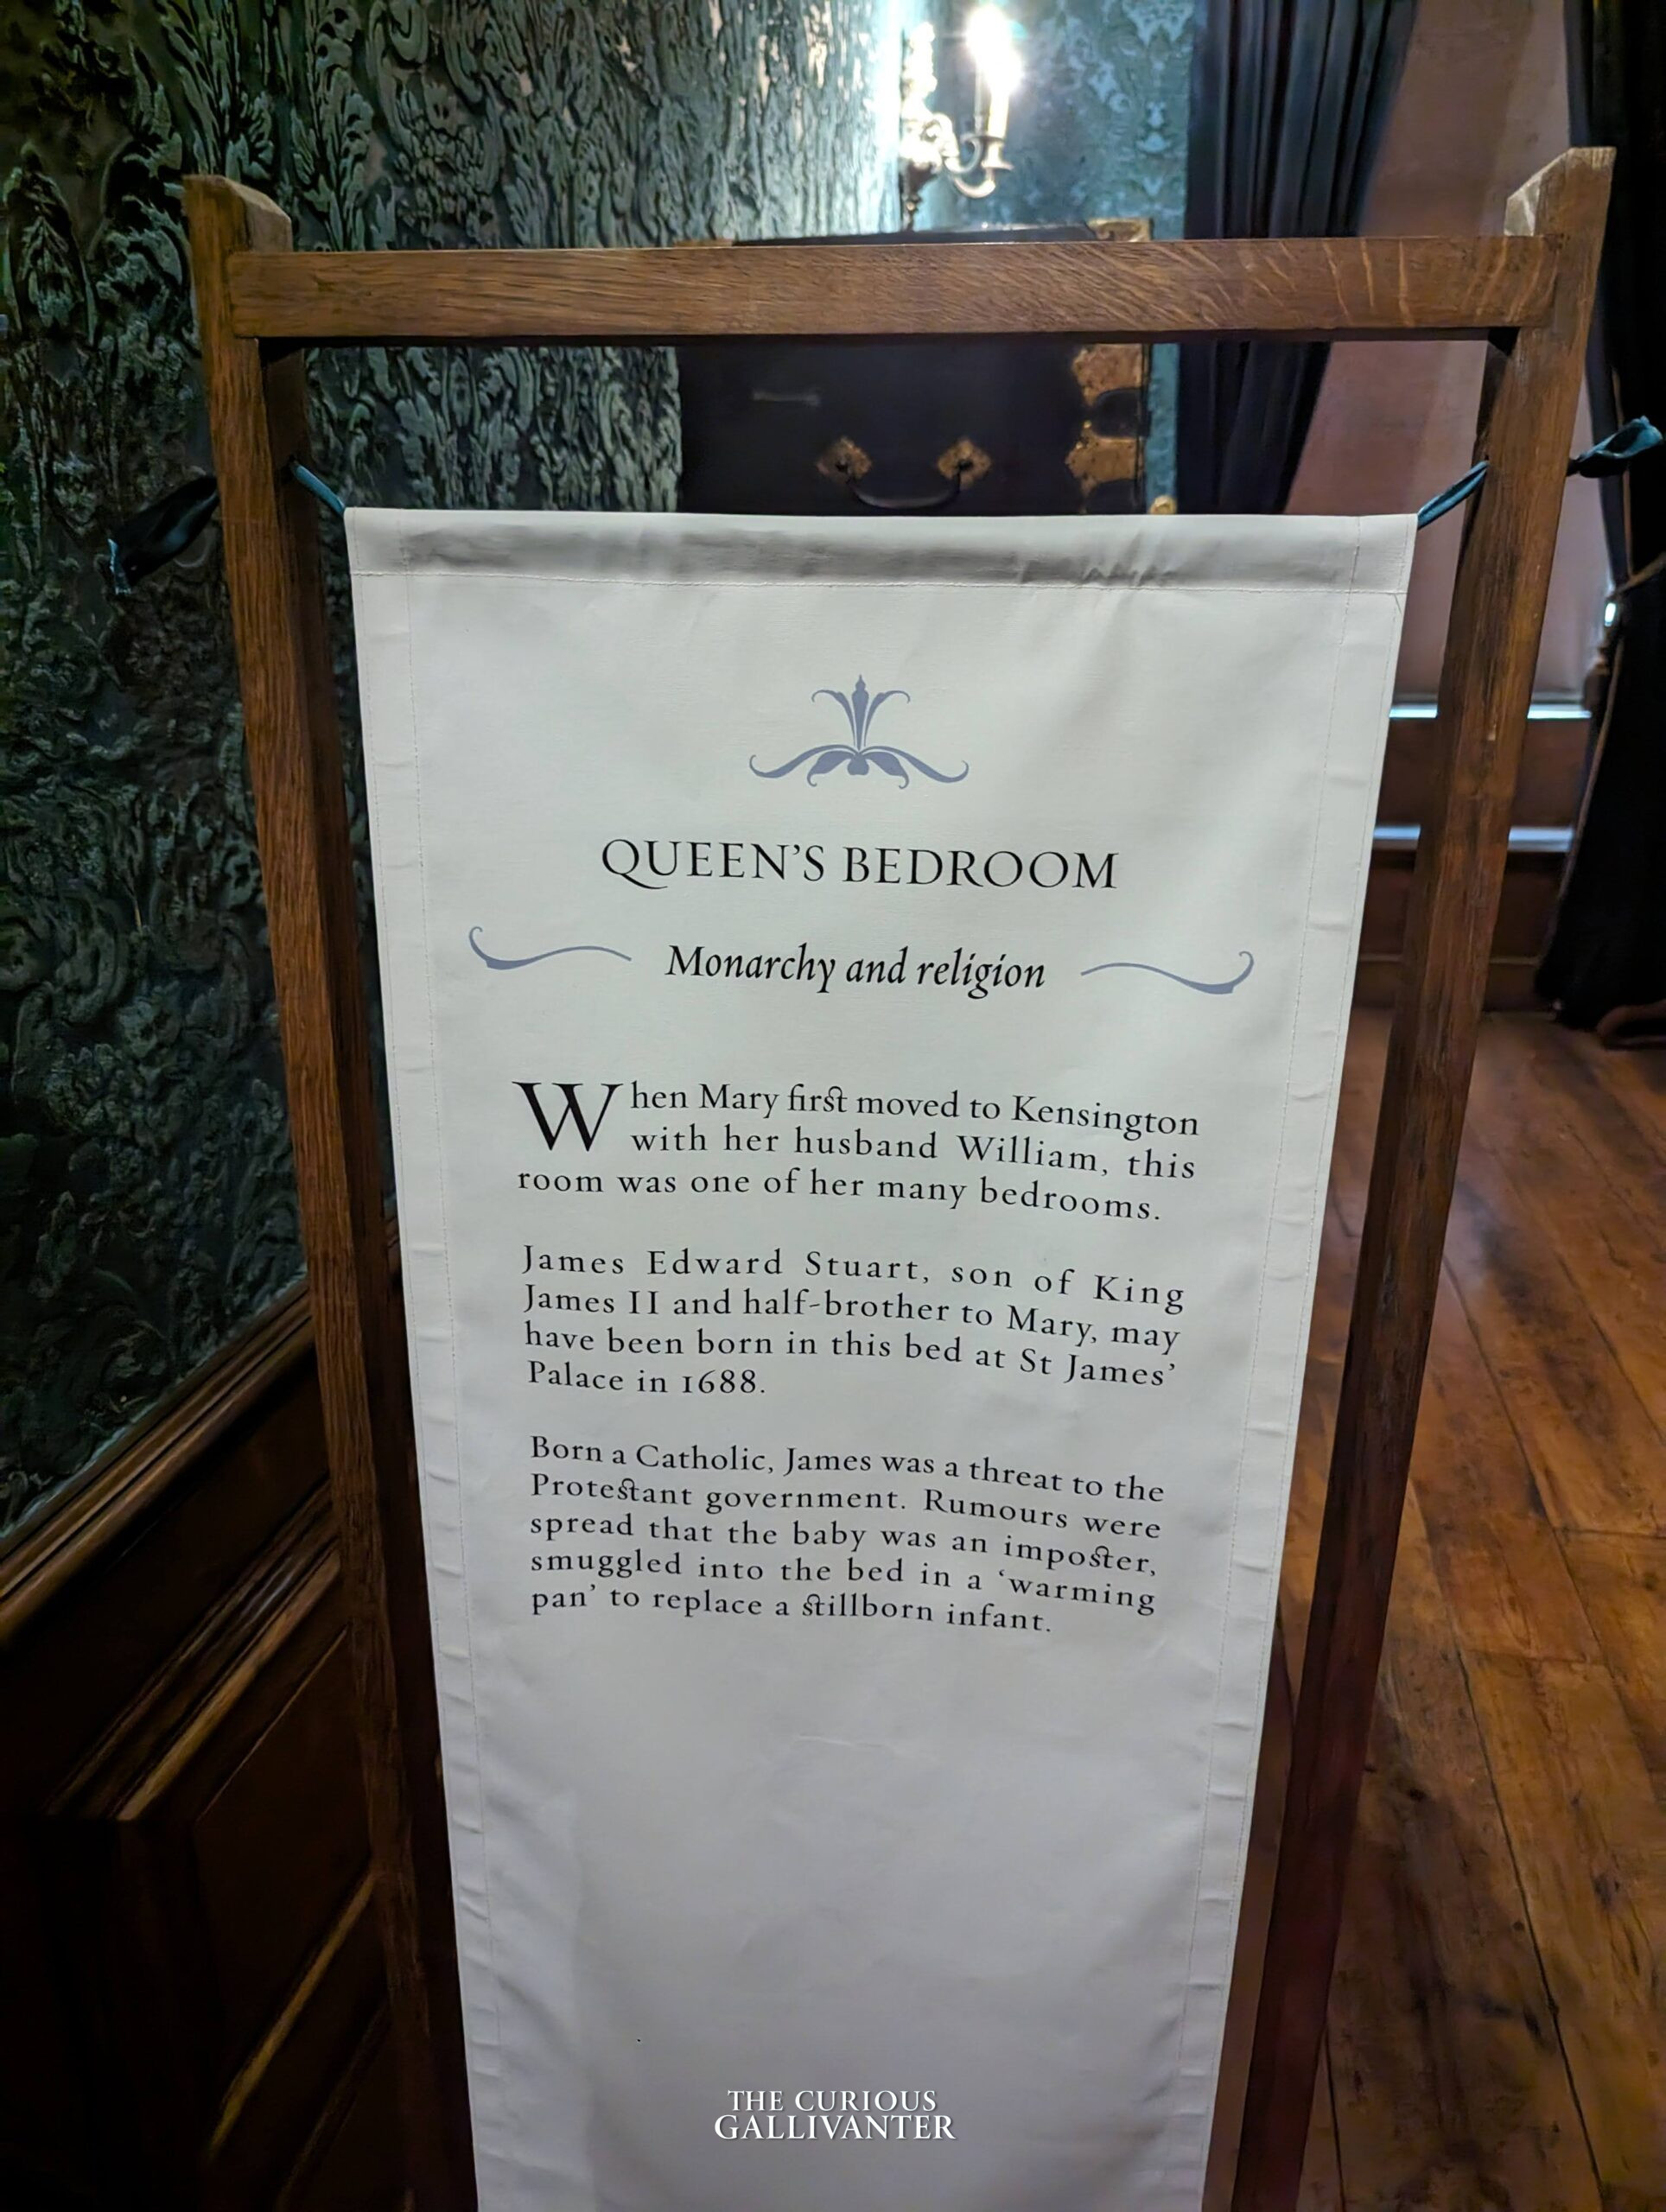 QUEEN'S BEDROOM
Monarchy and religion
When Mary first moved to Kensington
with her husband William, this
room was one of her many bedrooms.
James Edward Stuart, son of King
James II and half-brother to Mary, may
have been born in this bed at St James'
Palace in 1688.
Born a Catholic, James was a threat to the
Protestant government. Rumours were
spread that the baby was an imposter,
smuggled into the bed in a 'warming
pan' to replace a stillborn infant.
THE CURIOUS
GALLIVANTER